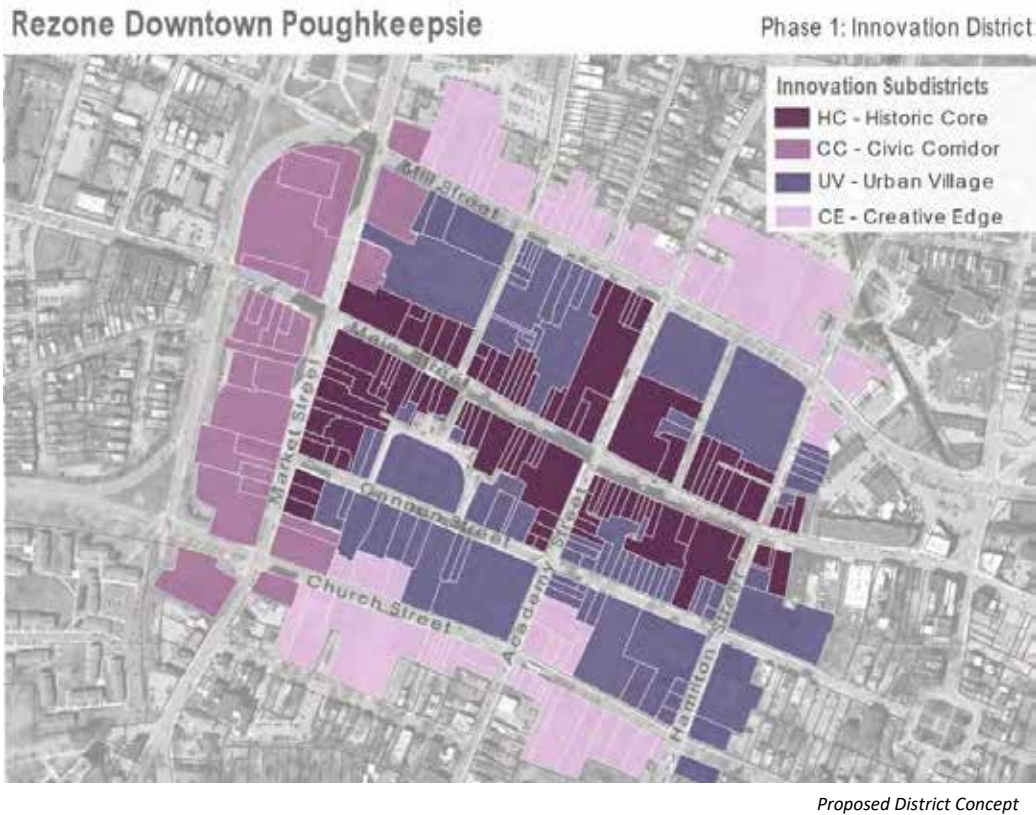 Rezone Downtown Poughkeepsie
Phase 1: Innovation District
Innovation Subdistricts
HC - Historic Core
CC - Civic Corridor
UV - Urban Village
CE - Creative Edge
Mill Street
Main Street
Market Street
Cannon Street
Church Street
Academy Street
Hamilton Street
Proposed District Concept